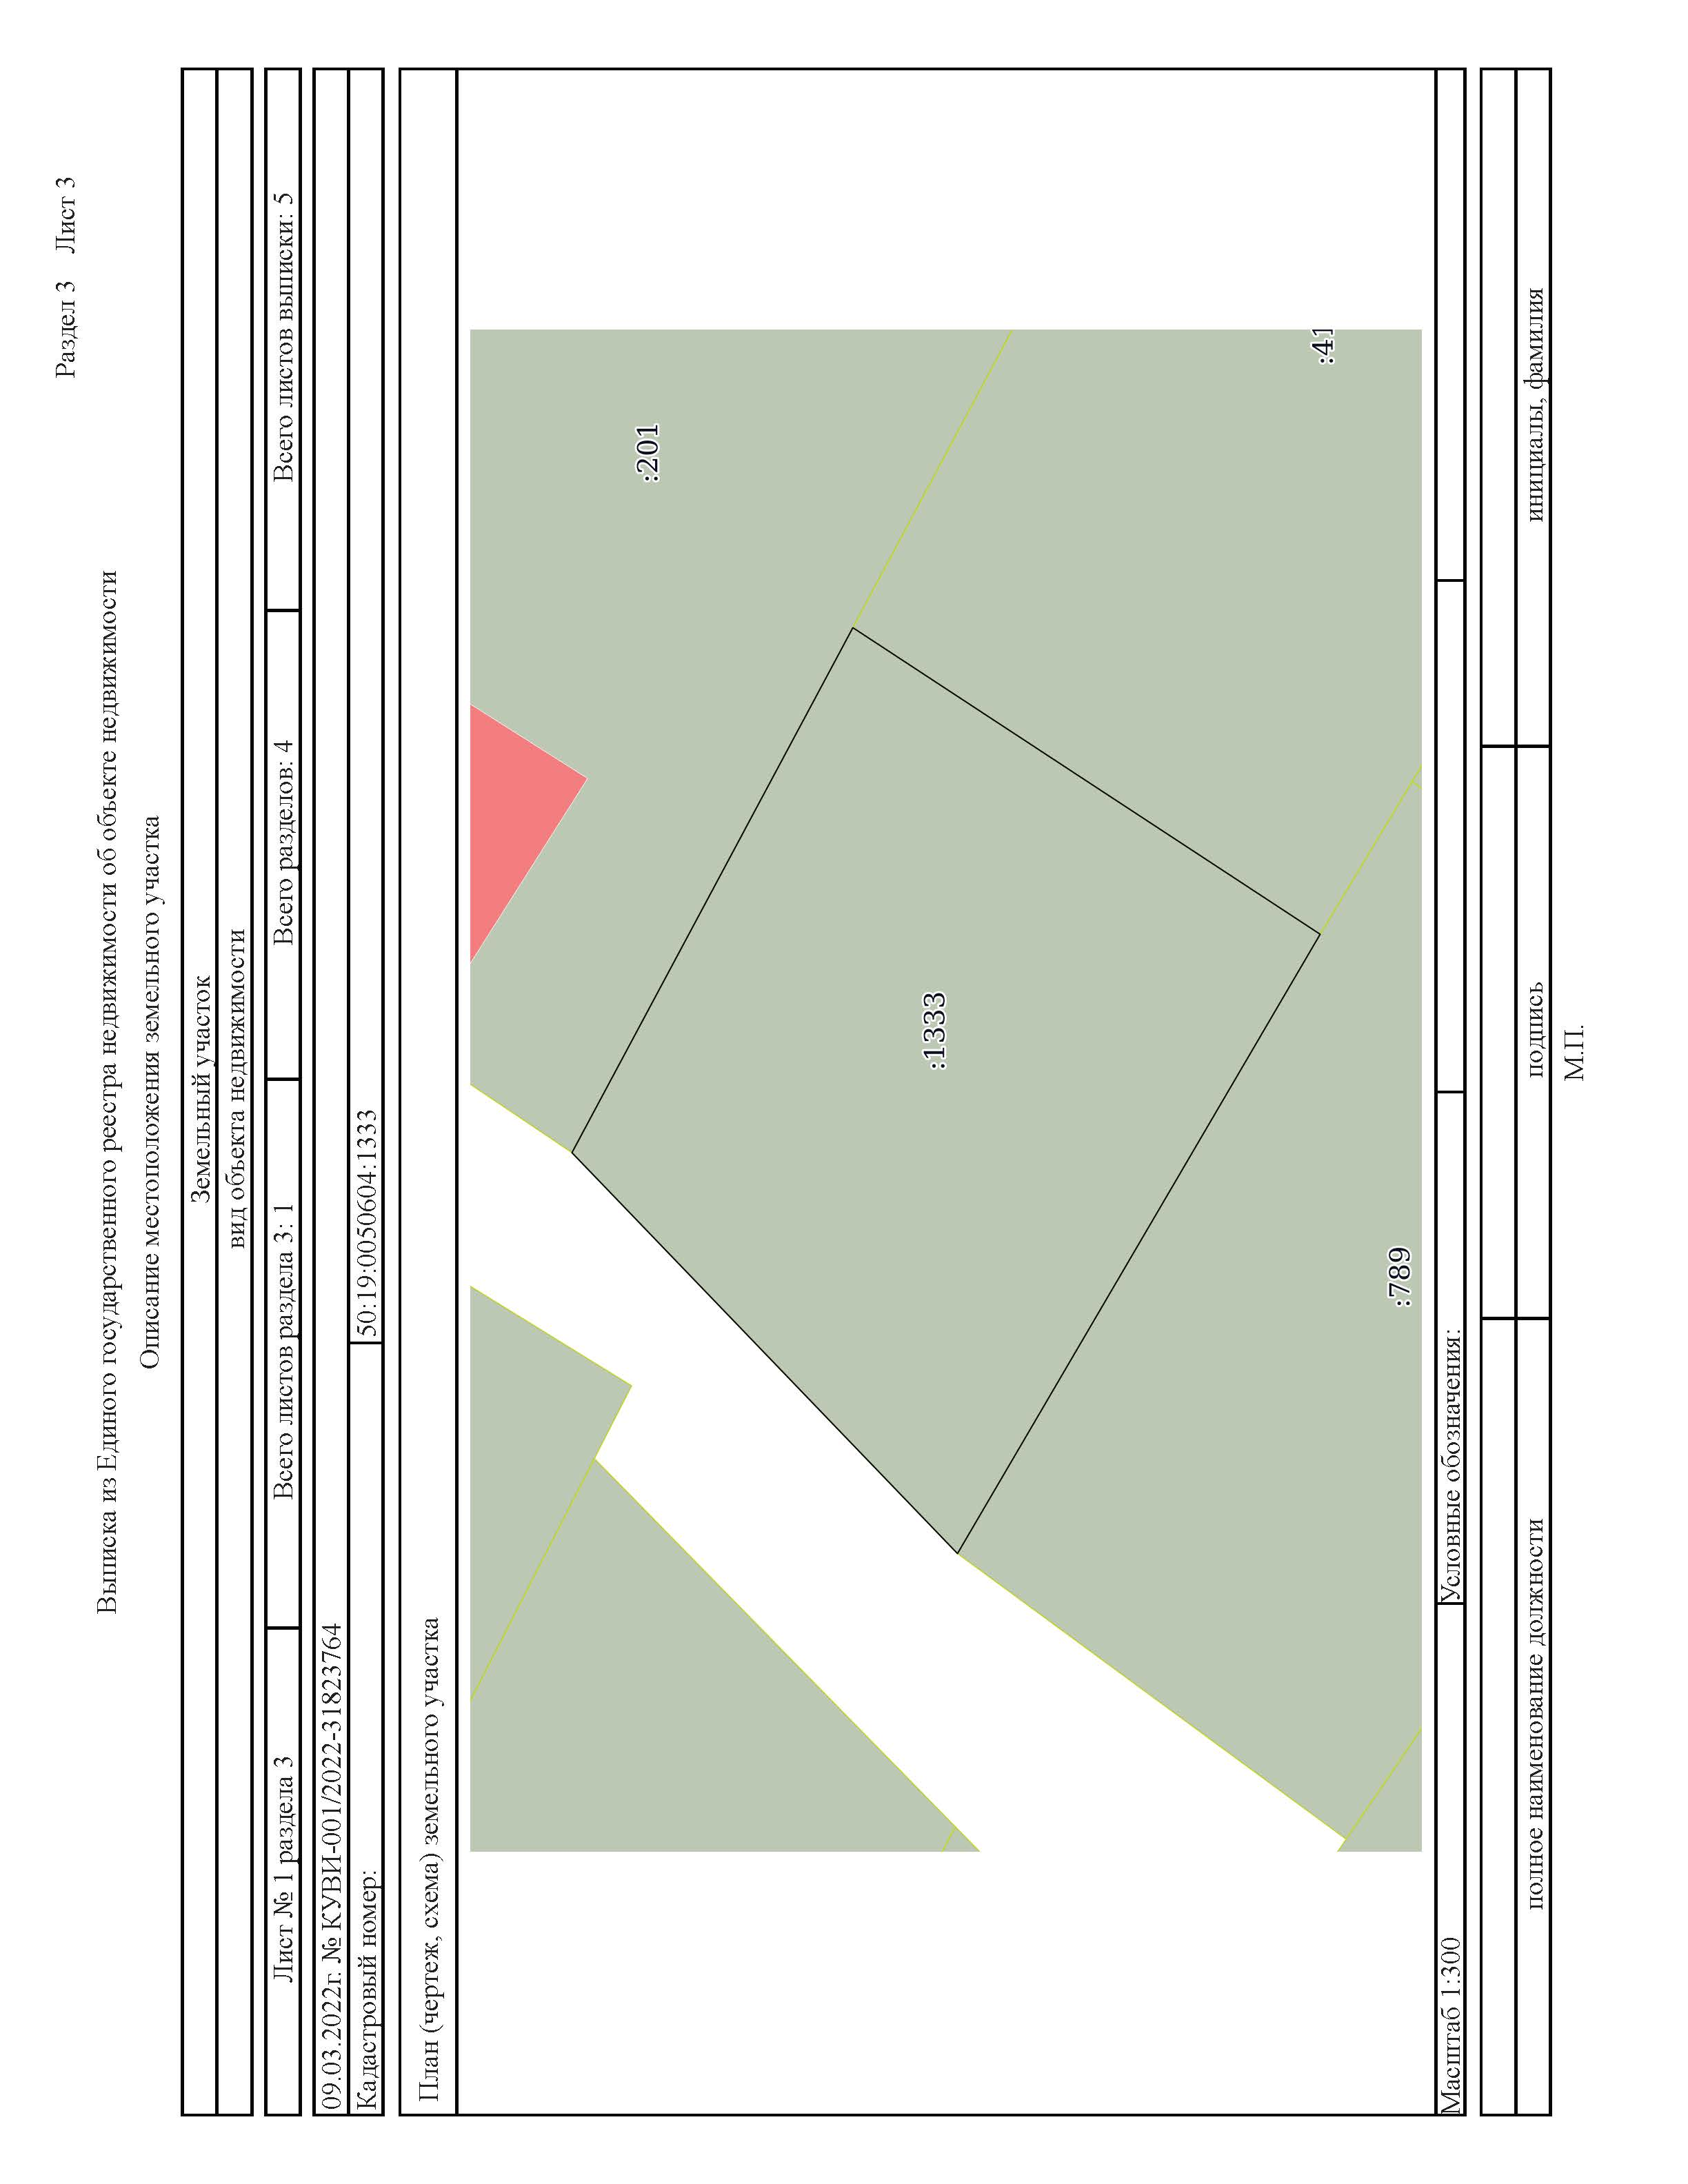 Раздел 3 Лист 3
Выписка из Единого государственного реестра недвижимости об объекте недвижимости
Описание местоположения земельного участка
Земельный участок
вид объекта недвижимости
Лист № 1 раздела 3 Всего листов раздела 3: 1 Всего разделов: 4 Всего листов выписки: 5
09.03.2022г. № КУВИ-001/2022-31823764
Кадастровый номер: 50:19:0050604:1333
План (чертеж, схема) земельного участка
:201
:1333
:41
:789
Масштаб 1:300 Условные обозначения:
полное наименование должности подпись инициалы, фамилия
М.П.